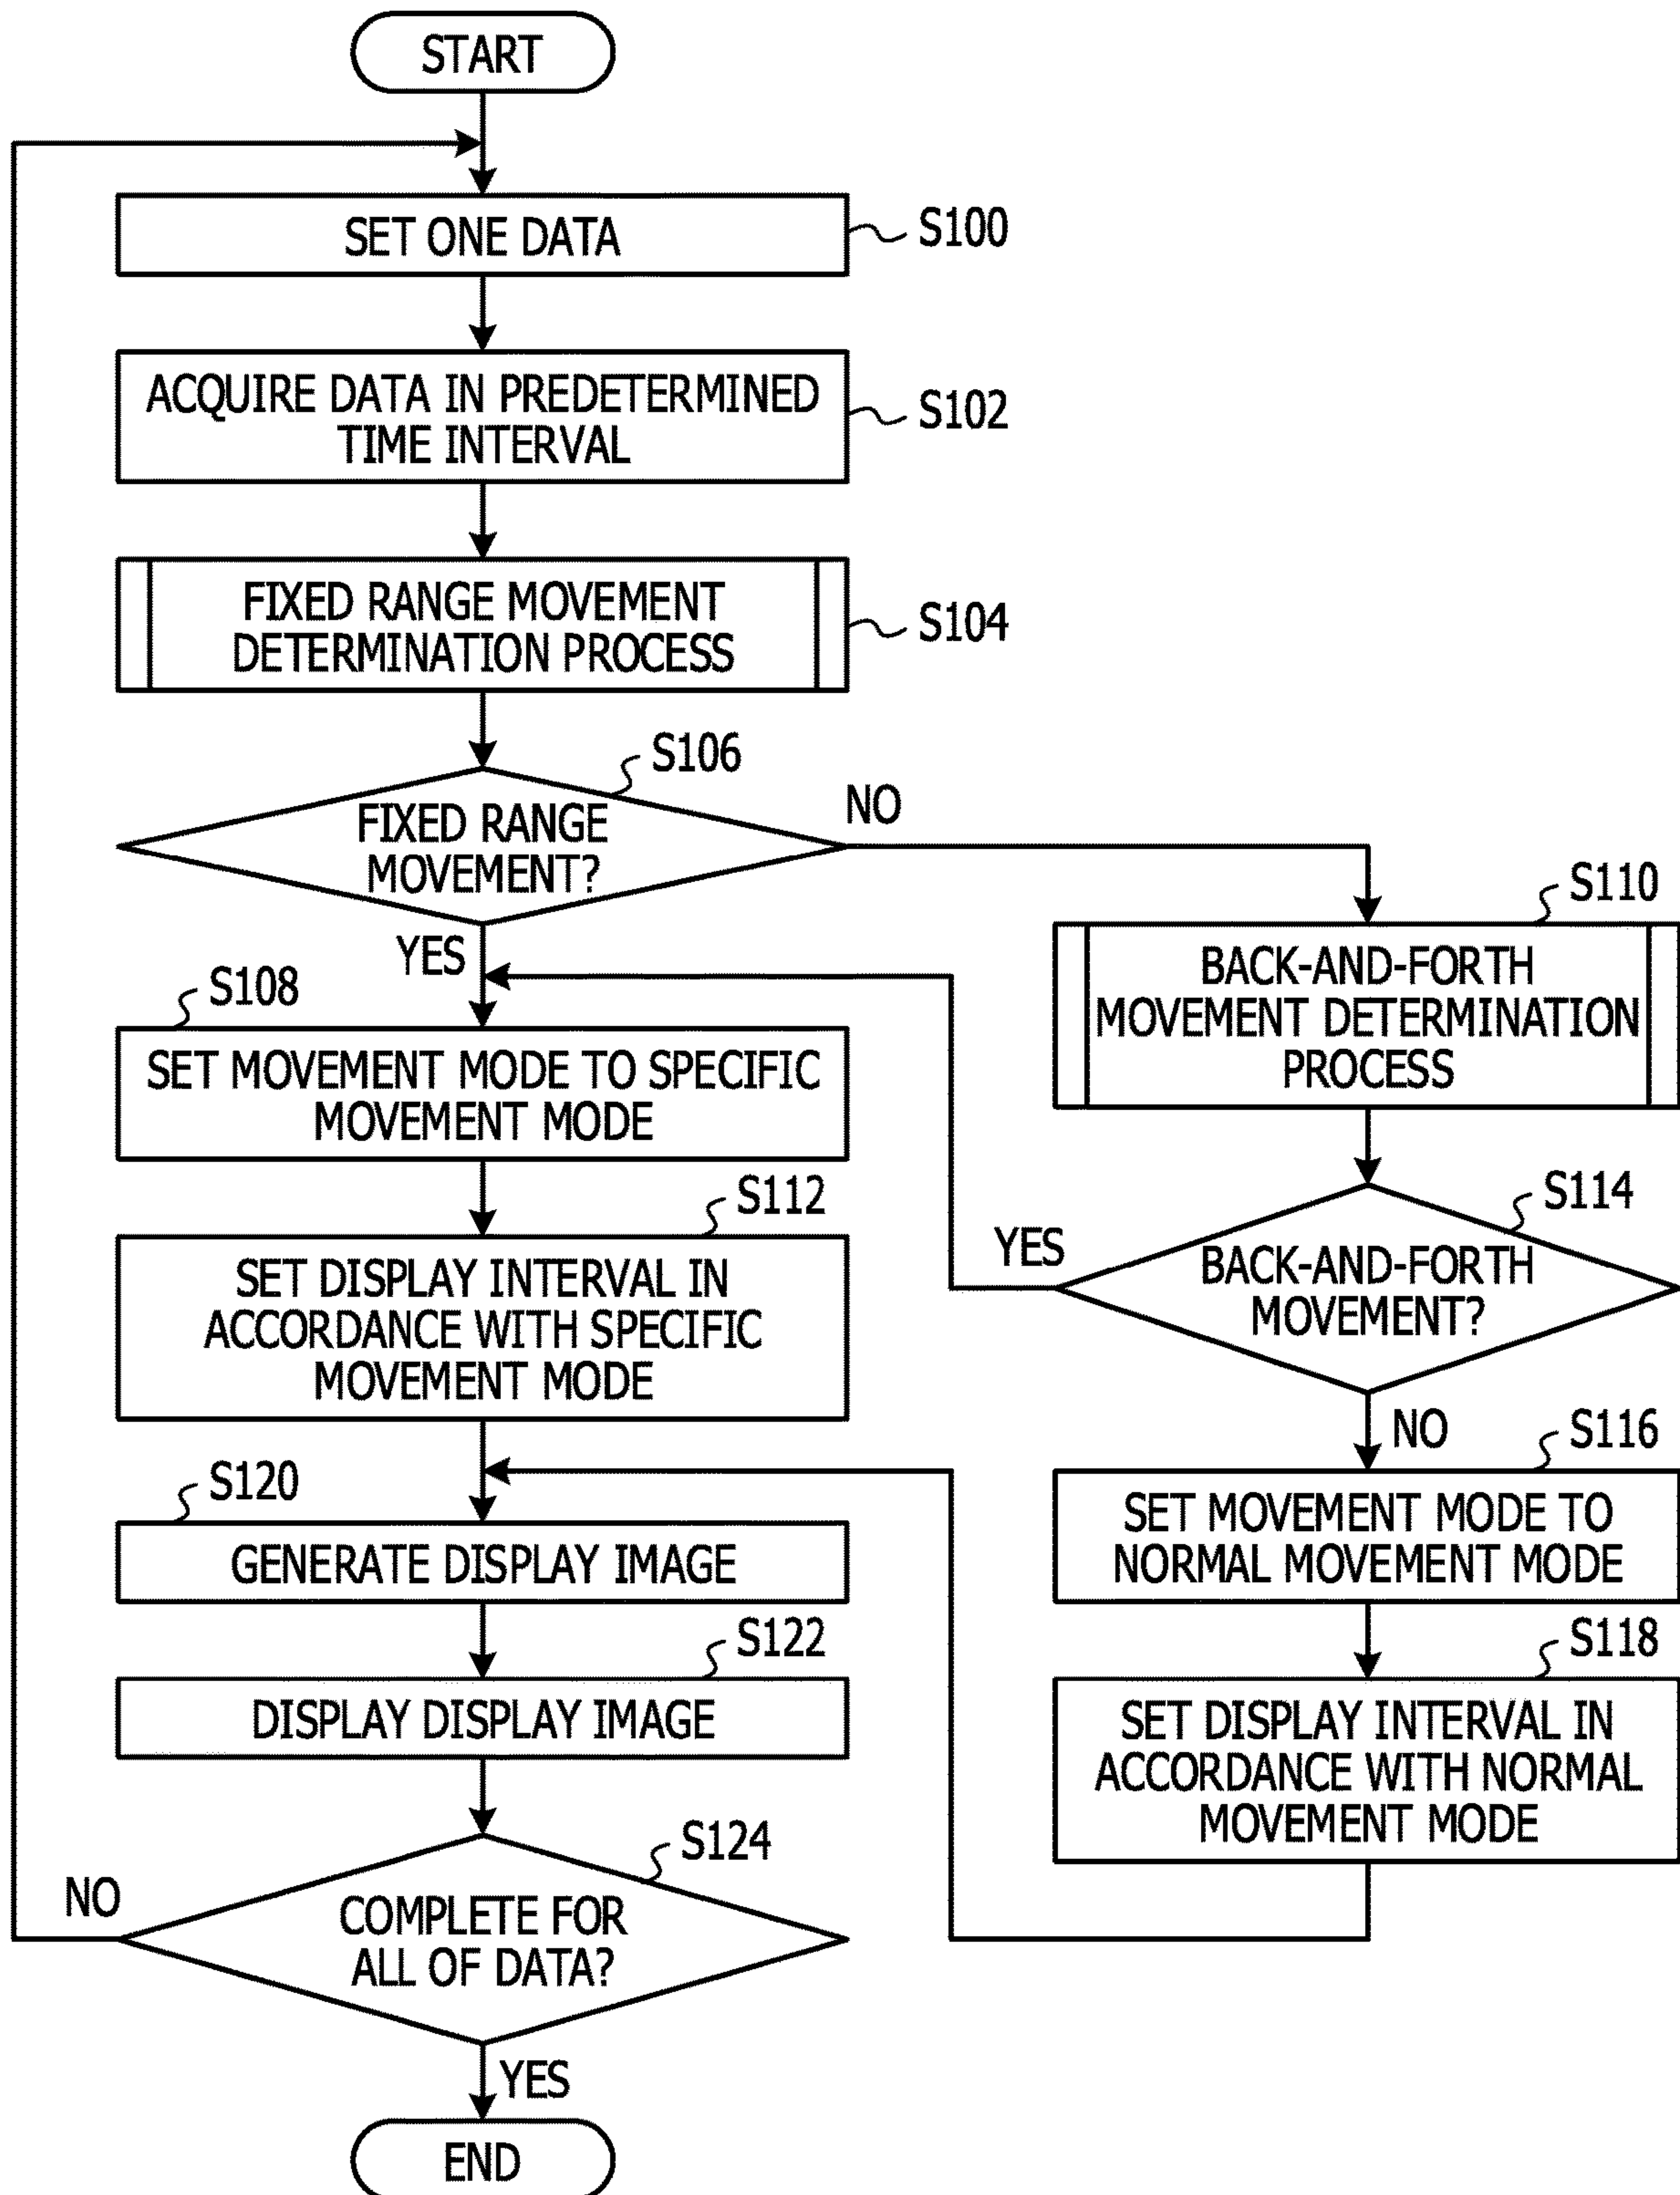 START
SET ONE DATA
S100
ACQUIRE DATA IN PREDETERMINED
TIME INTERVAL
S102
FIXED RANGE MOVEMENT
DETERMINATION PROCESS
S104
S106
FIXED RANGE
MOVEMENT?
NO
YES
S110
BACK-AND-FORTH
MOVEMENT DETERMINATION
PROCESS
S108
SET MOVEMENT MODE TO SPECIFIC
MOVEMENT MODE
S114
BACK-AND-FORTH
MOVEMENT?
YES
NO
S112
SET DISPLAY INTERVAL IN
ACCORDANCE WITH SPECIFIC
MOVEMENT MODE
S116
SET MOVEMENT MODE TO
NORMAL MOVEMENT MODE
S118
SET DISPLAY INTERVAL IN
ACCORDANCE WITH NORMAL
MOVEMENT MODE
S120
GENERATE DISPLAY IMAGE
S122
DISPLAY DISPLAY IMAGE
S124
COMPLETE FOR
ALL OF DATA?
NO
YES
END